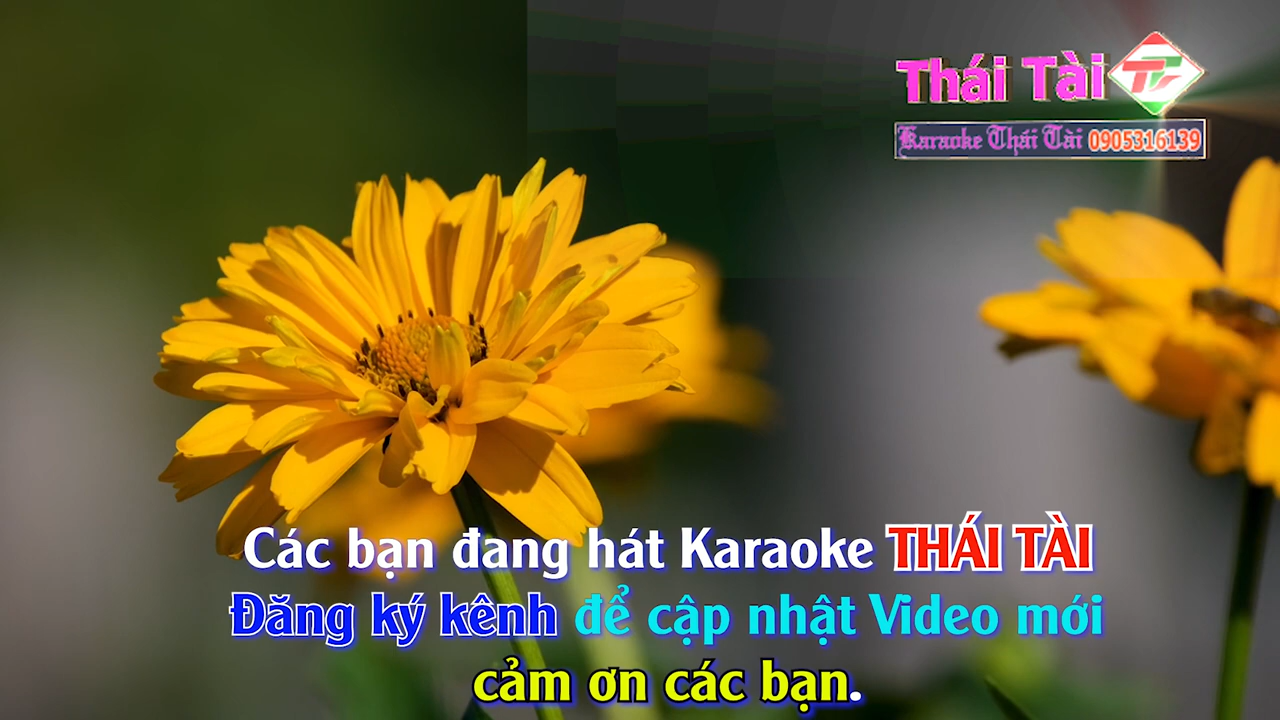 Thái Tài
Karaoke Thái Tài 0905316139
Các bạn đang hát Karaoke THÁI TÀI
Đăng ký kênh để cập nhật Video mới
cảm ơn các bạn.